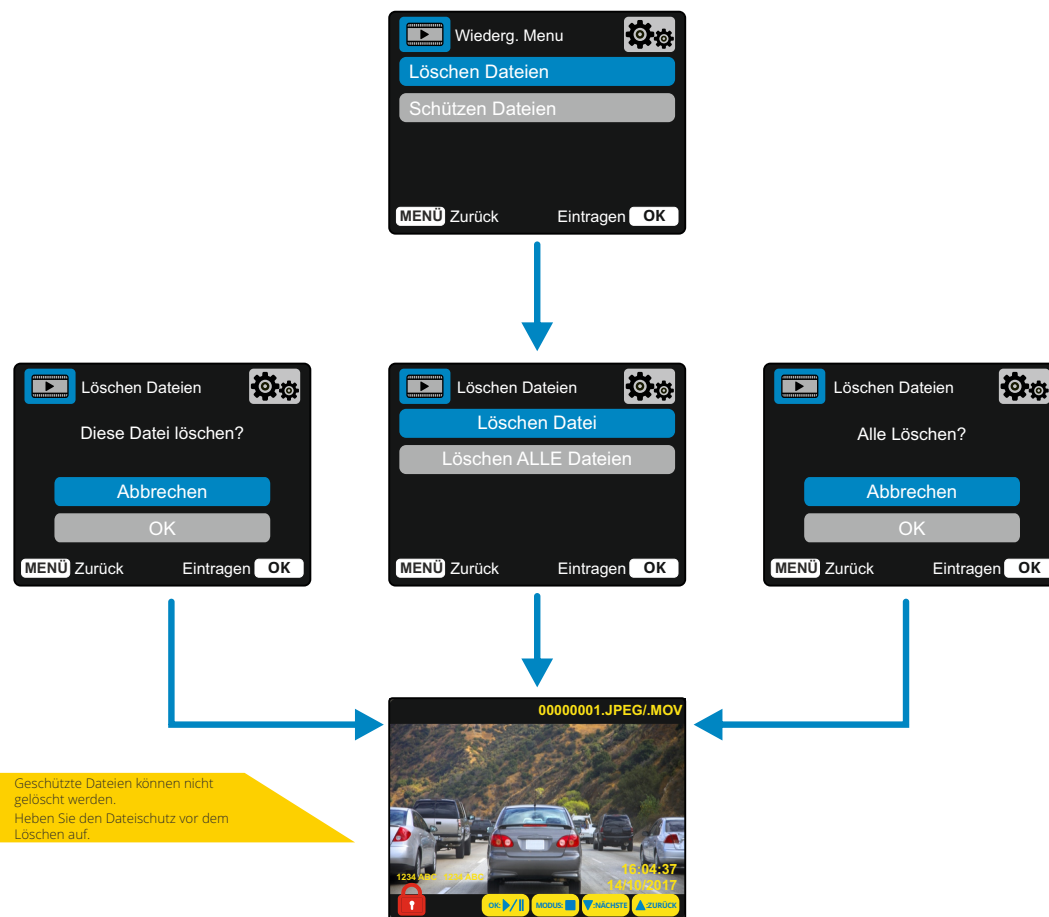 Wiederg. Menu
Löschen Dateien
Schützen Dateien
MENÜ Zurück Eintragen OK
Löschen Dateien
Diese Datei löschen?
Abbrechen
OK
MENÜ Zurück Eintragen OK
Löschen Dateien
Löschen Datei
Löschen ALLE Dateien
MENÜ Zurück Eintragen OK
Löschen Dateien
Alle Löschen?
Abbrechen
OK
MENÜ Zurück Eintragen OK
00000001.JPEG/.MOV
Geschützte Dateien können nicht
gelöscht werden.
Heben Sie den Dateischutz vor dem
Löschen auf.
16:04:37
1234 ABC
14/10/2017
OK: MODUS: :NÄCHSTE :ZURÜCK